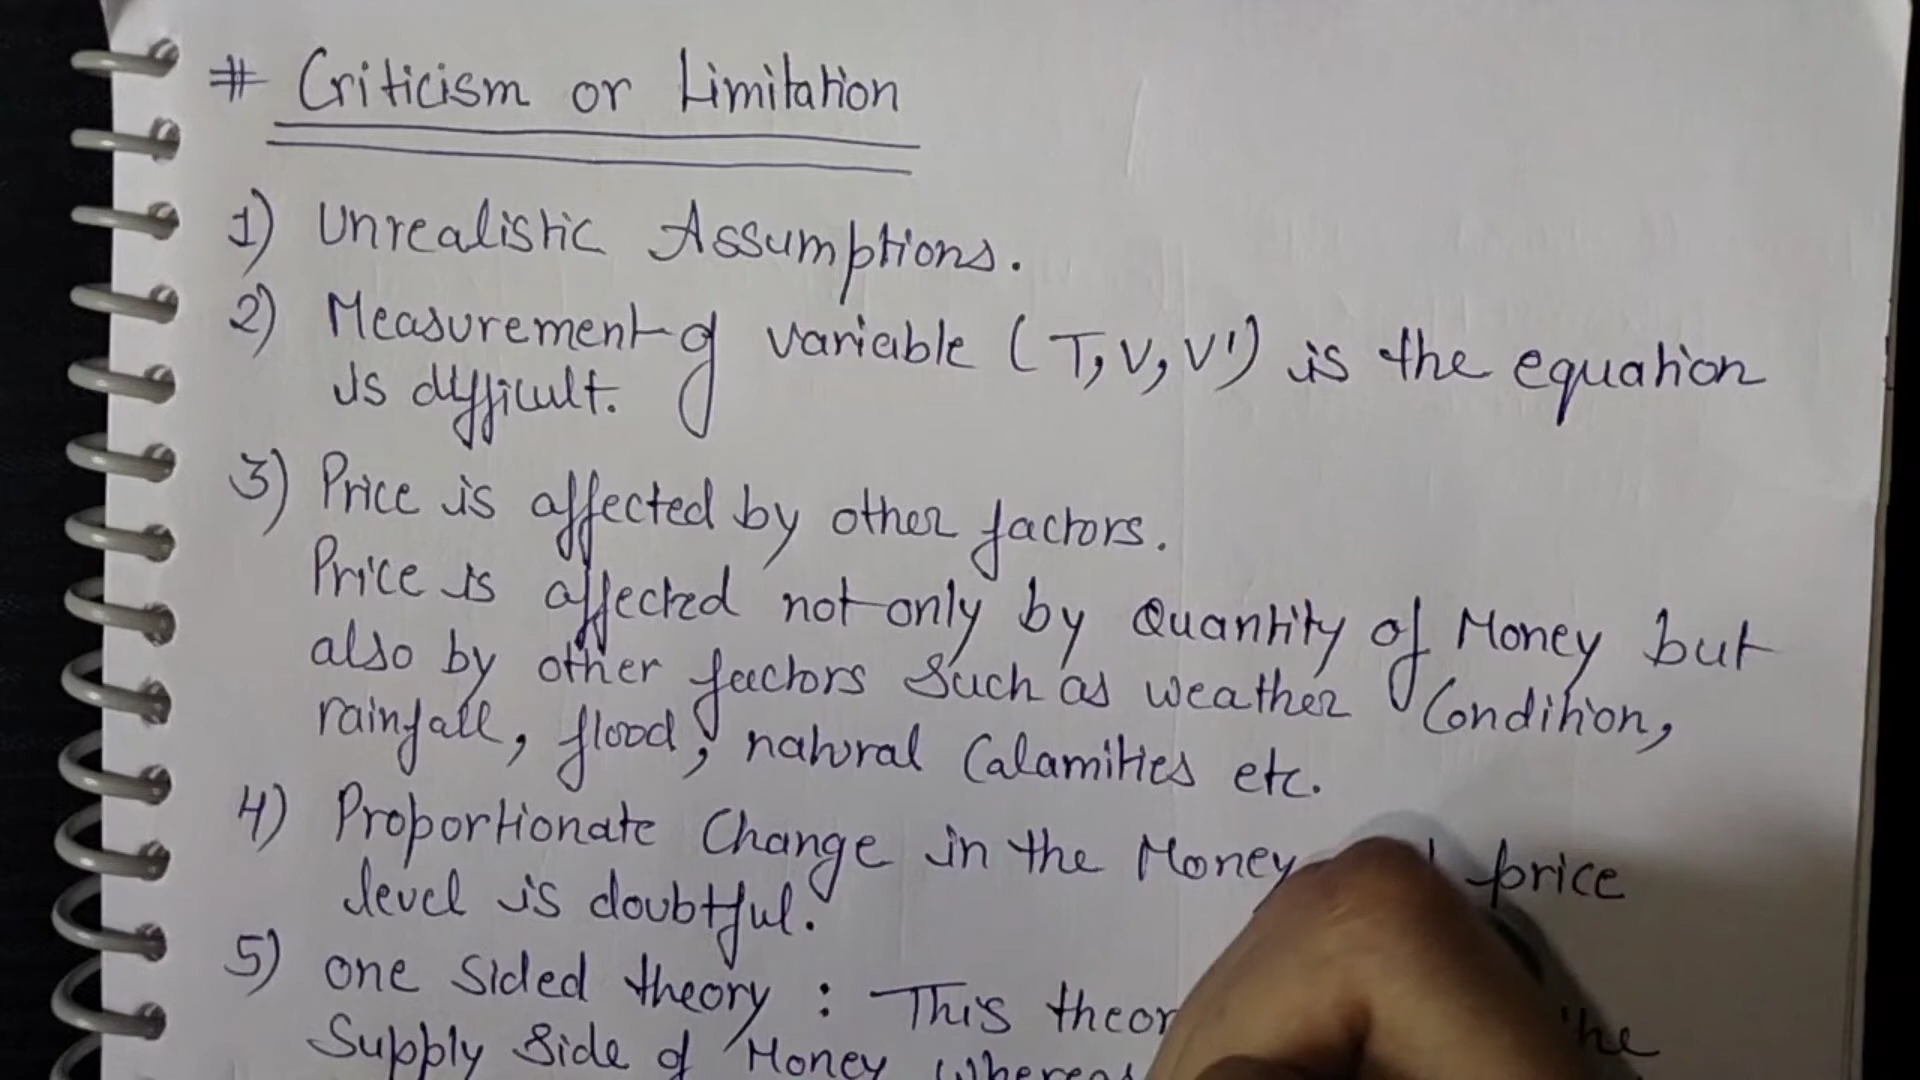 # Criticism or Limitation
1) Unrealistic Assumptions.
2) Measurement of variable (T, V, V') is the equation
is difficult.
3) Price is affected by other factors.
Price is affected not only by Quantity of Money but
also by other factors such as weather Condition,
rainfall, flood, natural Calamities etc.
4) Proportionate Change in the Money price
level is doubtful.
5) one sided theory : This
Supply side of Money whereas